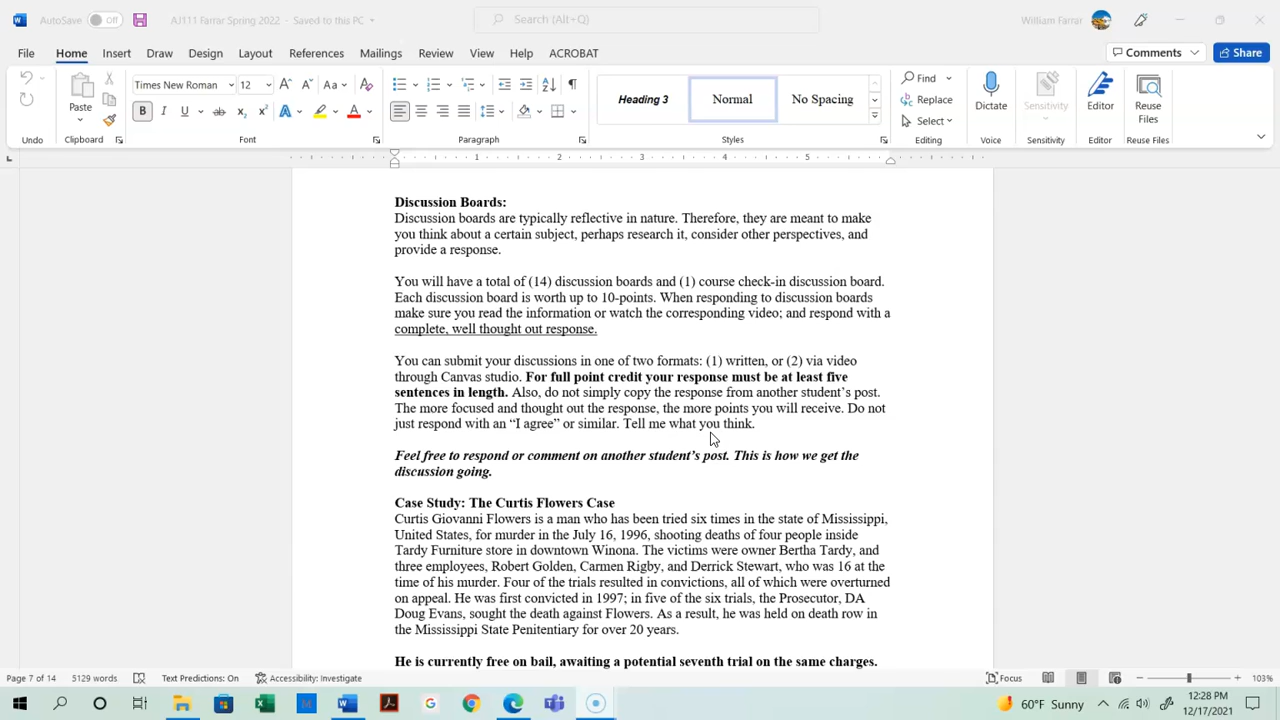 AutoSave Off AJ111 Farrar Spring 2022 - Saved to this PC Search (Alt+Q) William Farrar
File Home Insert Draw Design Layout References Mailings Review View Help ACROBAT Comments Share
Paste Times New Roman 12 Aa Heading 3 Normal No Spacing Find Replace Select Dictate Sensitivity Editor Reuse Files
Undo Clipboard Font Paragraph Styles Editing Voice Sensitivity Editor Reuse Files
1 2 3 4 5
Discussion Boards:
Discussion boards are typically reflective in nature. Therefore, they are meant to make
you think about a certain subject, perhaps research it, consider other perspectives, and
provide a response.
You will have a total of (14) discussion boards and (1) course check-in discussion board.
Each discussion board is worth up to 10-points. When responding to discussion boards
make sure you read the information or watch the corresponding video; and respond with a
complete, well thought out response.
You can submit your discussions in one of two formats: (1) written, or (2) via video
through Canvas studio. For full point credit your response must be at least five
sentences in length. Also, do not simply copy the response from another student’s post.
The more focused and thought out the response, the more points you will receive. Do not
just respond with an “I agree” or similar. Tell me what you think.
Feel free to respond or comment on another student’s post. This is how we get the
discussion going.
Case Study: The Curtis Flowers Case
Curtis Giovanni Flowers is a man who has been tried six times in the state of Mississippi,
United States, for murder in the July 16, 1996, shooting deaths of four people inside
Tardy Furniture store in downtown Winona. The victims were owner Bertha Tardy, and
three employees, Robert Golden, Carmen Rigby, and Derrick Stewart, who was 16 at the
time of his murder. Four of the trials resulted in convictions, all of which were overturned
on appeal. He was first convicted in 1997; in five of the six trials, the Prosecutor, DA
Doug Evans, sought the death against Flowers. As a result, he was held on death row in
the Mississippi State Penitentiary for over 20 years.
He is currently free on bail, awaiting a potential seventh trial on the same charges.
Page 7 of 14 5129 words Text Predictions: On Accessibility: Investigate Focus 103%
60°F Sunny 12:28 PM
12/17/2021